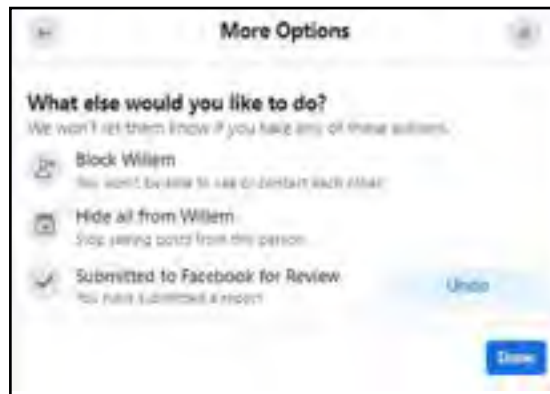 More Options
What else would you like to do?
We won't let them know if you take any of these actions.
Block Willem
You won't be able to see or contact each other.
Hide all from Willem
Stop seeing posts from this person.
Submitted to Facebook for Review
You have submitted a report
Undo
Done